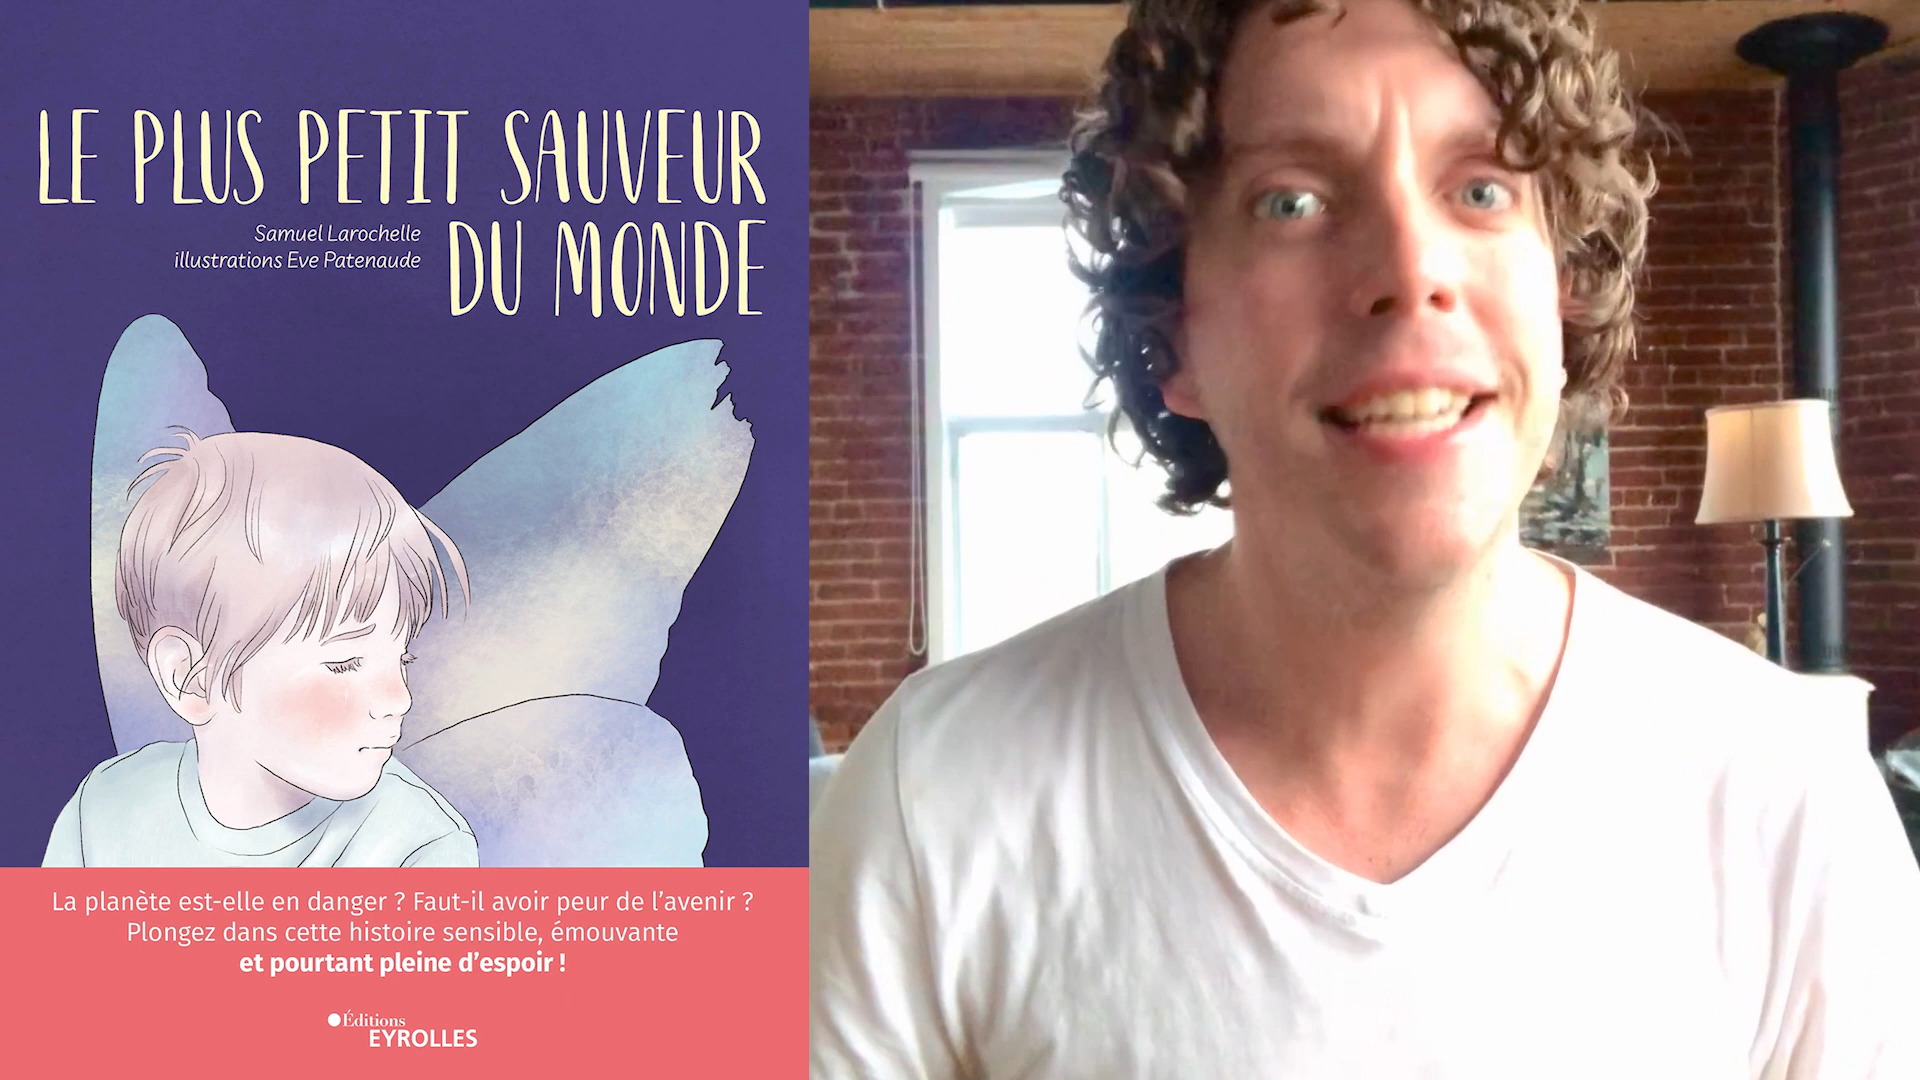 LE PLUS PETIT SAUVEUR
DU MONDE
Samuel Larochelle
illustrations Eve Patenaude
La planète est-elle en danger ? Faut-il avoir peur de l’avenir ?
Plongez dans cette histoire sensible, émouvante
et pourtant pleine d’espoir !
Éditions
EYROLLES